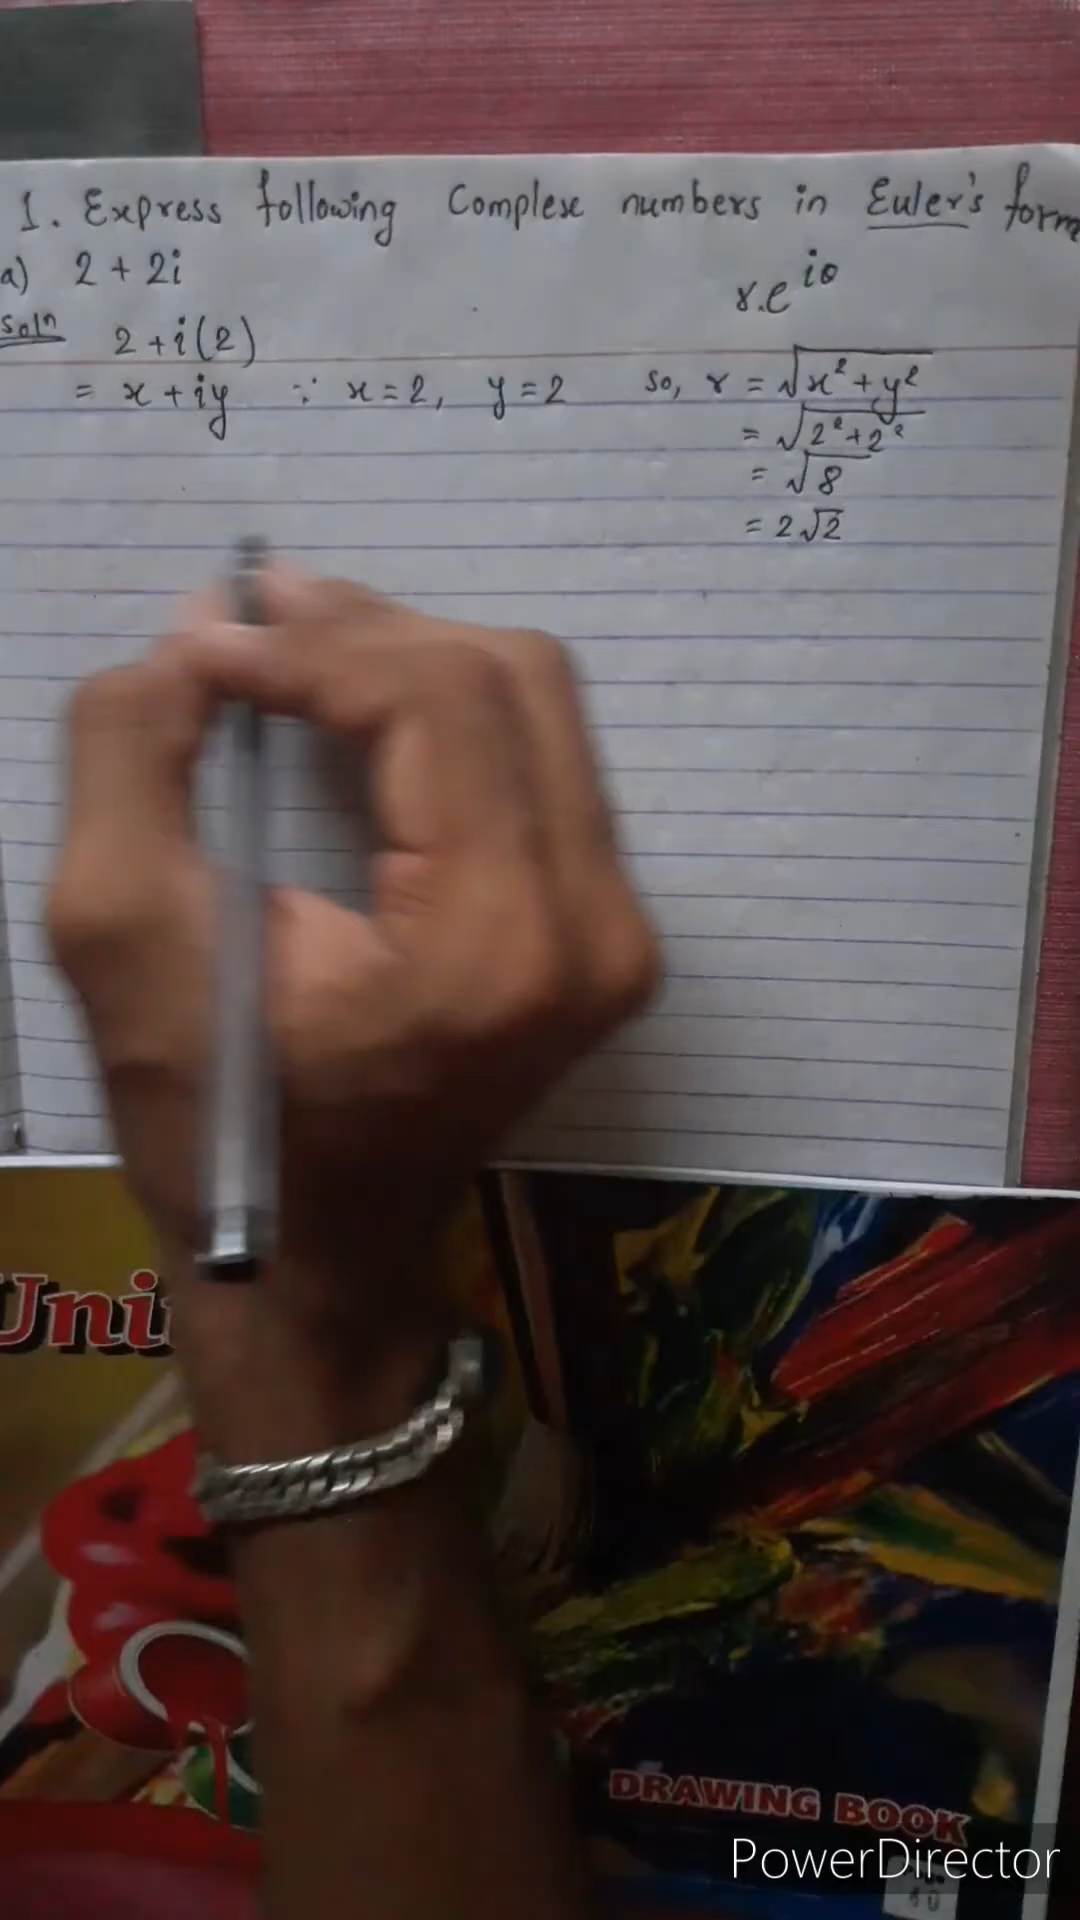 1. Express following Complex numbers in Euler's form
a) 2 + 2i
r.e^iθ
Soln 2 + i(2)
= x + iy ∵ x = 2, y = 2 so, r = √x² + y²
= √2² + 2²
= √8
= 2√2
DRAWING BOOK
PowerDirector